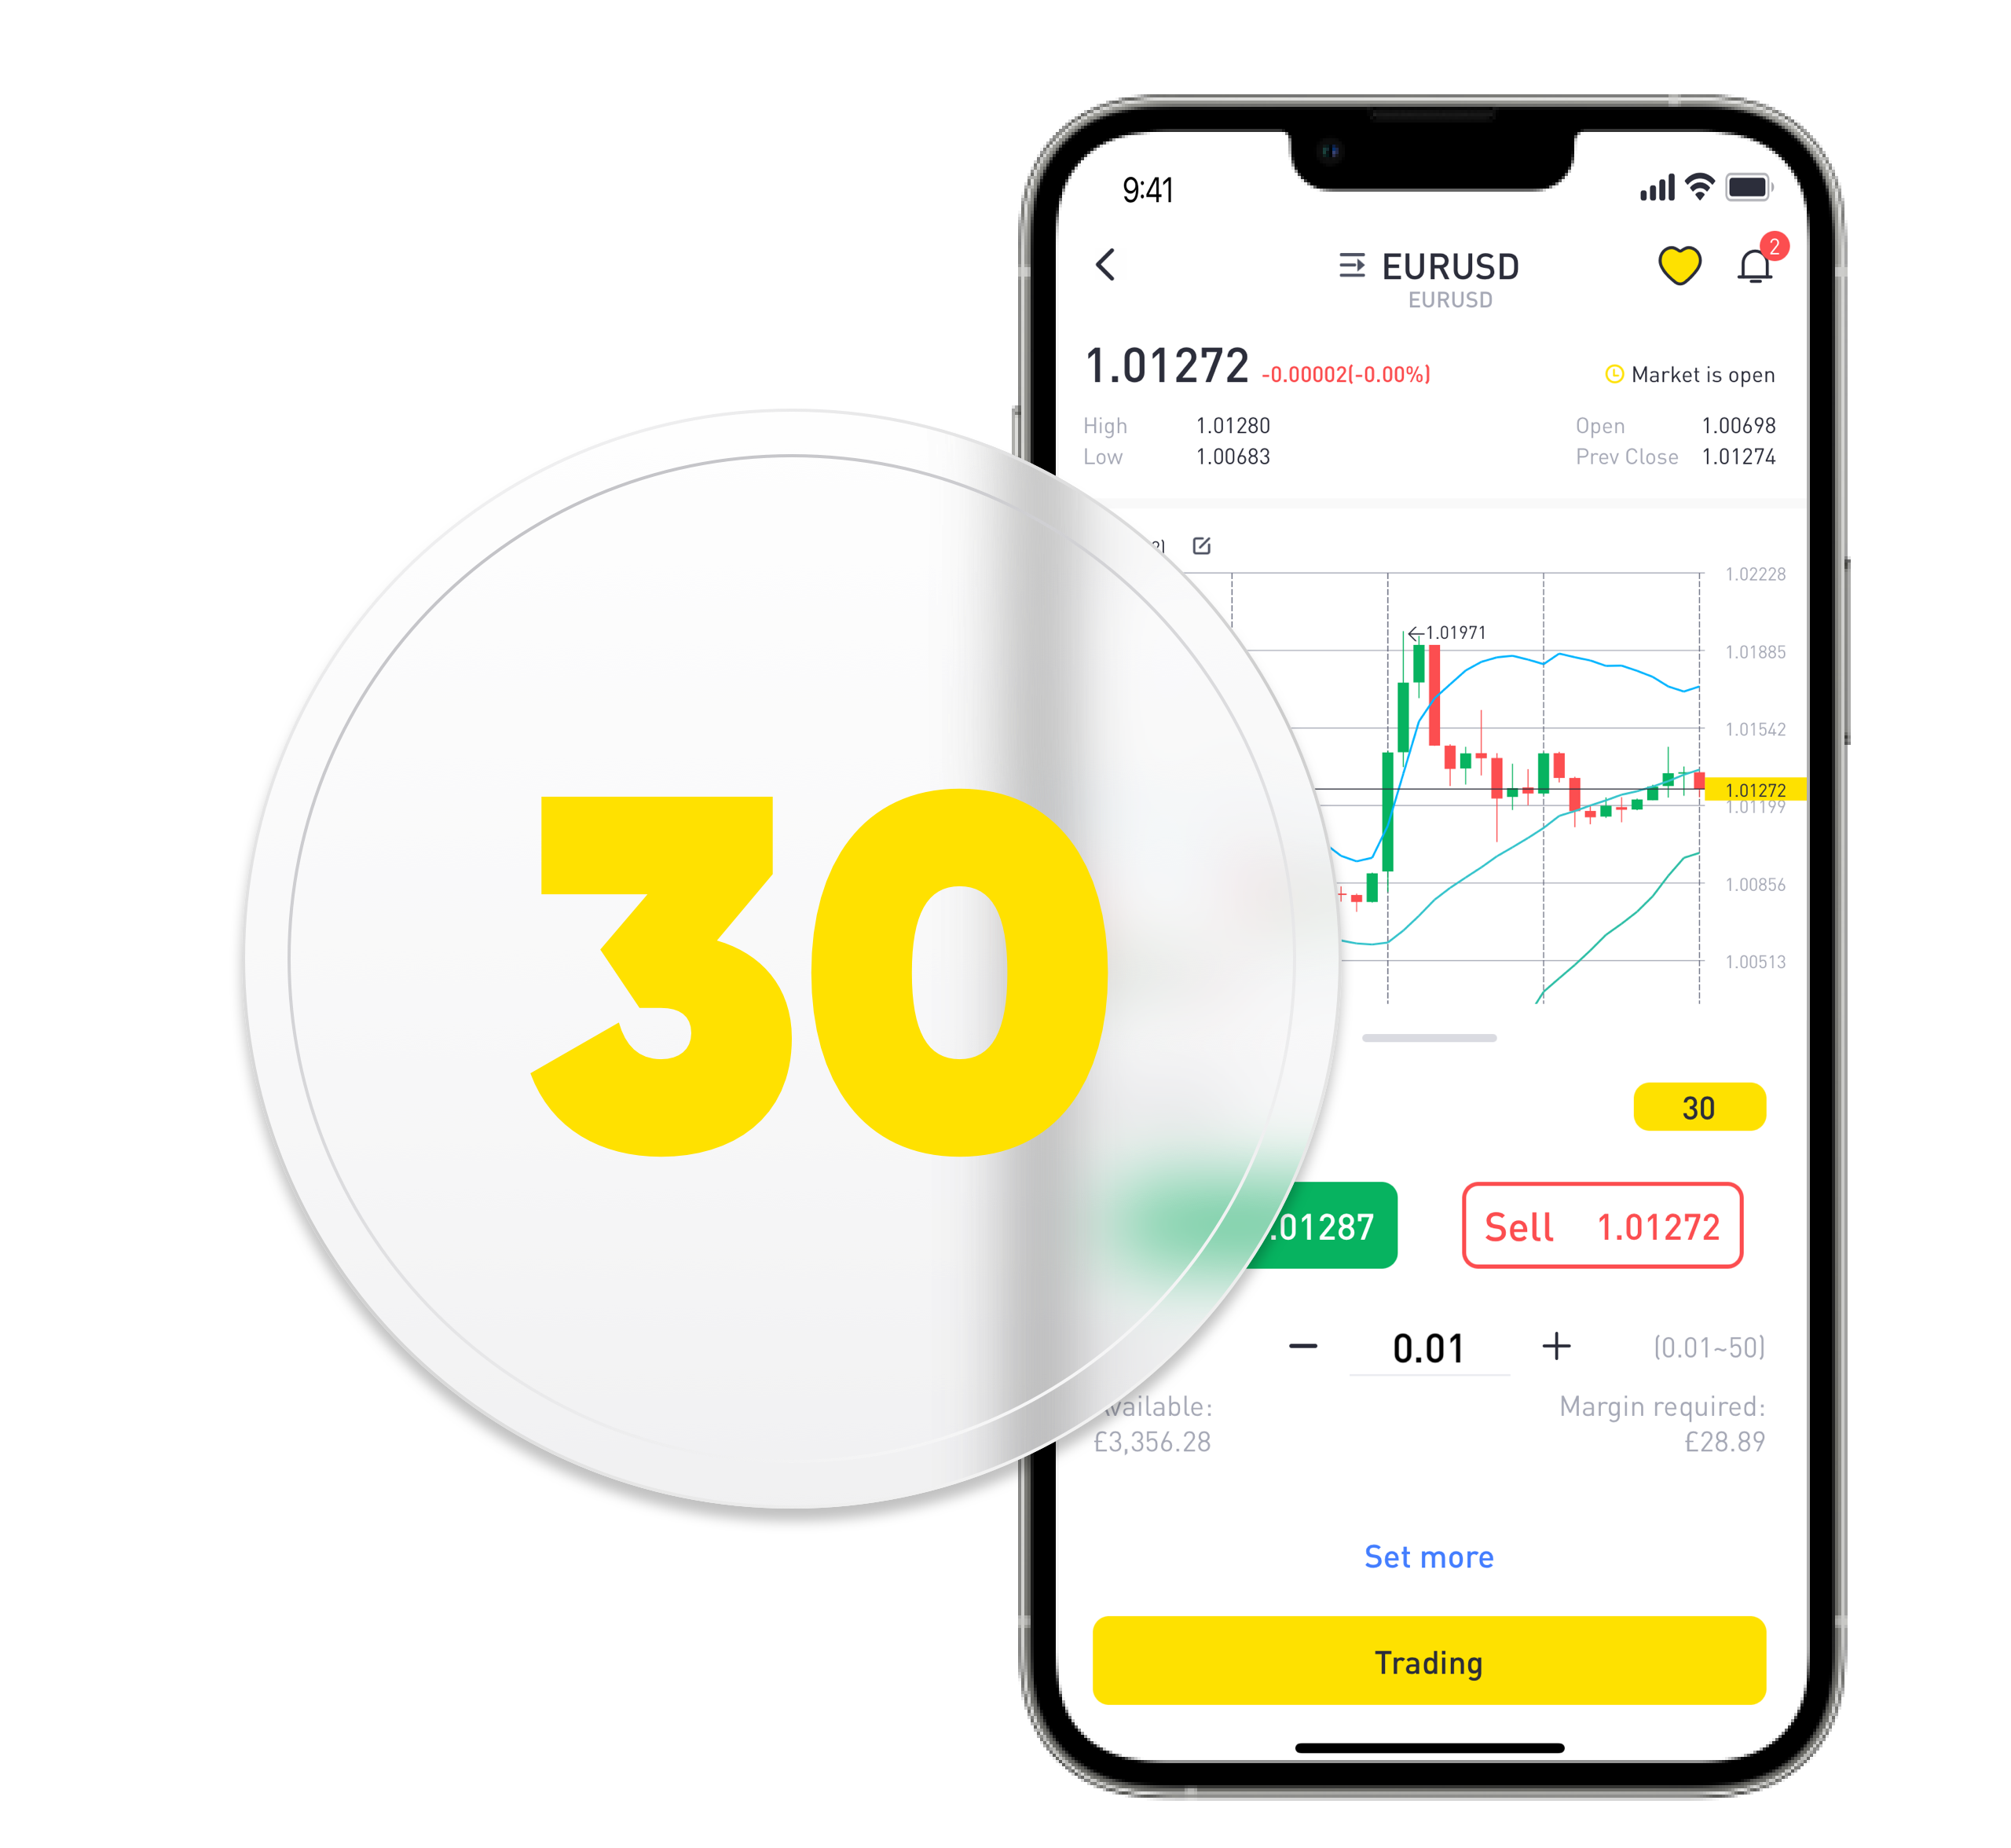 9:41
EURUSD
2
EURUSD
1.01272 -0.00002(-0.00%)
Market is open
High 1.01280
Open 1.00698
Low 1.00683
Prev Close 1.01274
1.02228
1.01971
1.01885
1.01542
1.01272
1.01199
1.00856
1.00513
30
30
.01287
Sell 1.01272
− 0.01 + (0.01~50)
vailable:
Margin required:
£3,356.28
£28.89
Set more
Trading